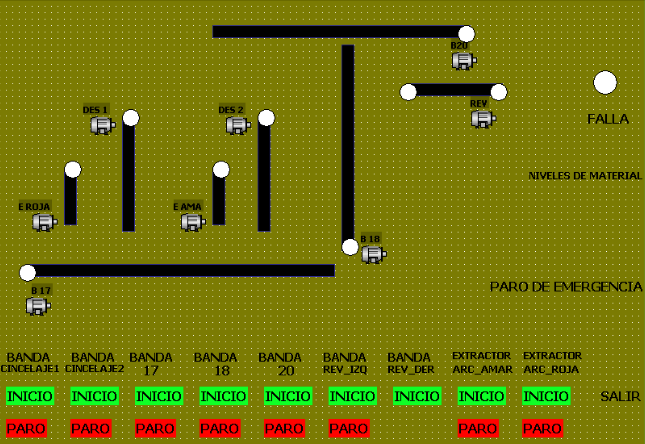 B20
DES 1
DES 2
REV
FALLA
NIVELES DE MATERIAL
E ROJA
E AMA
B 18
B 17
PARO DE EMERGENCIA
BANDA CINCELAJE1
BANDA CINCELAJE2
BANDA 17
BANDA 18
BANDA 20
BANDA REV_IZQ
BANDA REV_DER
EXTRACTOR ARC_AMAR
EXTRACTOR ARC_ROJA
INICIO INICIO INICIO INICIO INICIO INICIO INICIO INICIO INICIO SALIR
PARO PARO PARO PARO PARO PARO PARO PARO